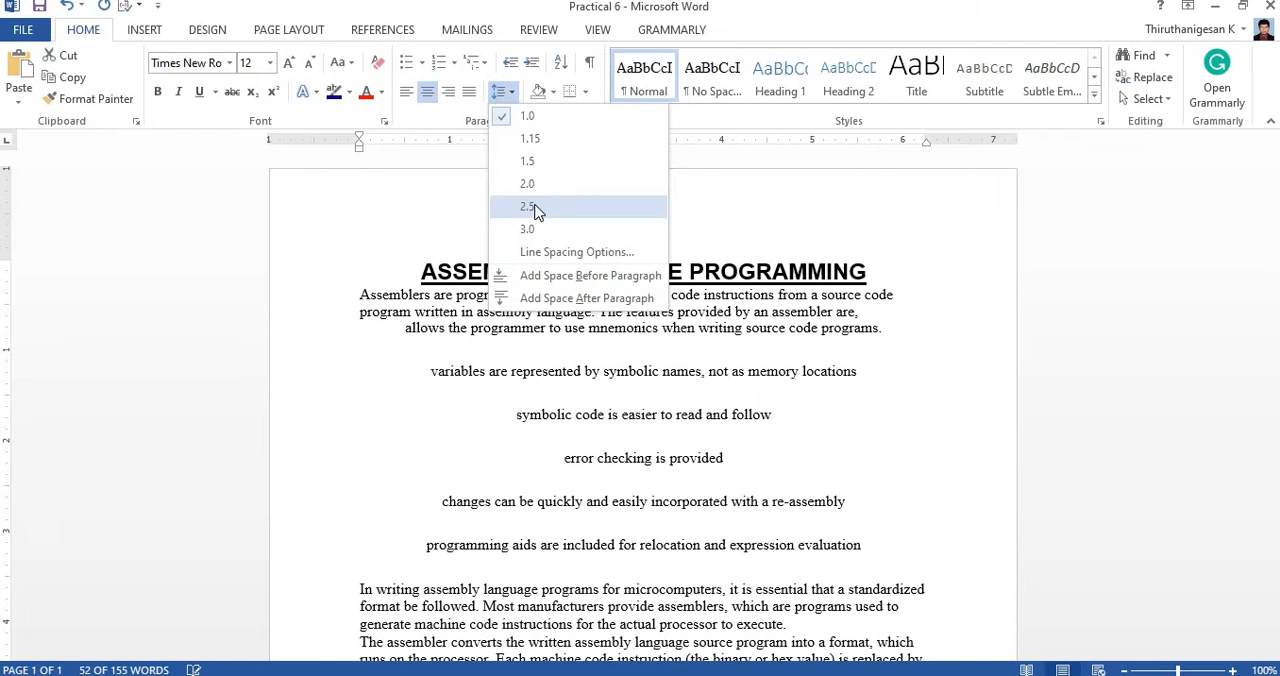 Practical 6 - Microsoft Word
?
FILE HOME INSERT DESIGN PAGE LAYOUT REFERENCES MAILINGS REVIEW VIEW GRAMMARLY Thiruthanigesan K
Paste
Cut
Copy
Format Painter
Clipboard
Times New Ro 12
Font
AaBbCcI AaBbCcI AaBbC AaBbCcI AaB AaBbCcD AaBbCcD
¶ Normal ¶ No Spac... Heading 1 Heading 2 Title Subtitle Subtle Em...
Styles
Find
Replace
Select
Editing
Open
Grammarly
Grammarly
1.0
1.15
1.5
2.0
2.5
3.0
Line Spacing Options...
Add Space Before Paragraph
Add Space After Paragraph
1 1 4 5 6 7
PROGRAMMING
Assemblers are code instructions from a source code
program written in assembly language. The features provided by an assembler are,
allows the programmer to use mnemonics when writing source code programs.
variables are represented by symbolic names, not as memory locations
symbolic code is easier to read and follow
error checking is provided
changes can be quickly and easily incorporated with a re-assembly
programming aids are included for relocation and expression evaluation
In writing assembly language programs for microcomputers, it is essential that a standardized
format be followed. Most manufacturers provide assemblers, which are programs used to
generate machine code instructions for the actual processor to execute.
The assembler converts the written assembly language source program into a format, which
runs on the processor. Each machine code instruction (the binary or hex value) is replaced by
PAGE 1 OF 1 52 OF 155 WORDS 100%